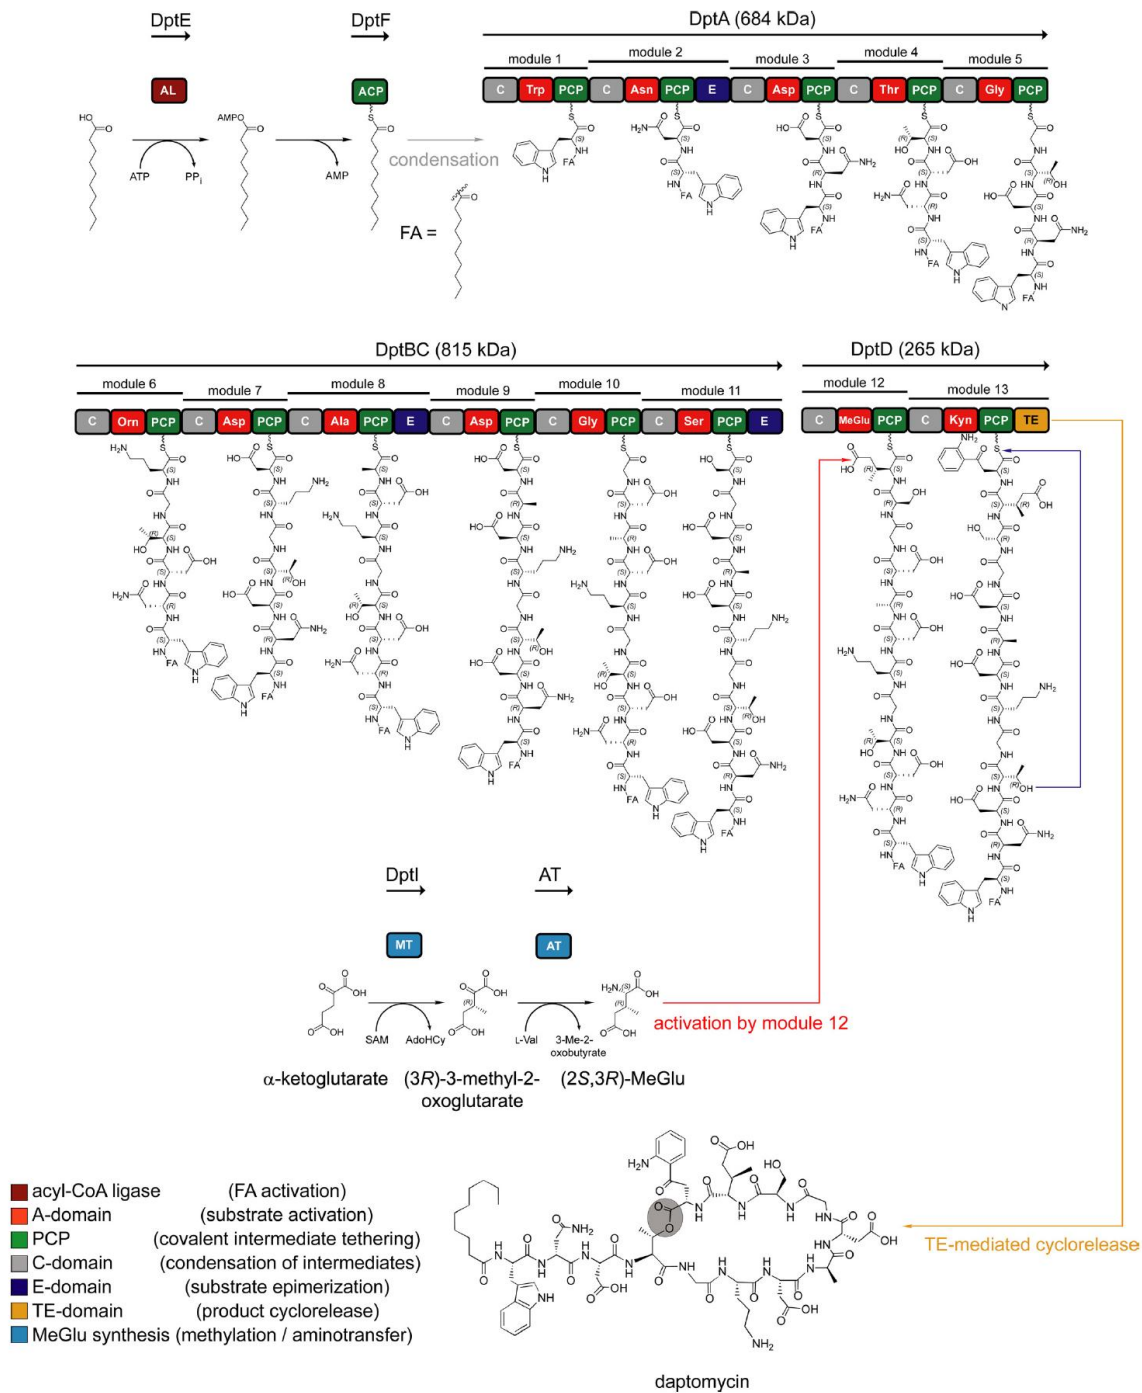 DptE
DptF
DptA (684 kDa)
module 1
module 2
module 3
module 4
module 5
AL
ACP
C Trp PCP C Asn PCP E C Asp PCP C Thr PCP C Gly PCP
ATP
PPi
AMP
condensation
FA =
DptBC (815 kDa)
DptD (265 kDa)
module 6
module 7
module 8
module 9
module 10
module 11
module 12
module 13
C Orn PCP C Asp PCP C Ala PCP E C Asp PCP C Gly PCP C Ser PCP E
C MeGlu PCP C Kyn PCP TE
DptI
AT
MT
AT
SAM
AdoHCy
L-Val
3-Me-2-
oxobutyrate
activation by module 12
α-ketoglutarate
(3R)-3-methyl-2-
oxoglutarate
(2S,3R)-MeGlu
acyl-CoA ligase (FA activation)
A-domain (substrate activation)
PCP (covalent intermediate tethering)
C-domain (condensation of intermediates)
E-domain (substrate epimerization)
TE-domain (product cyclorelease)
MeGlu synthesis (methylation / aminotransfer)
TE-mediated cyclorelease
daptomycin